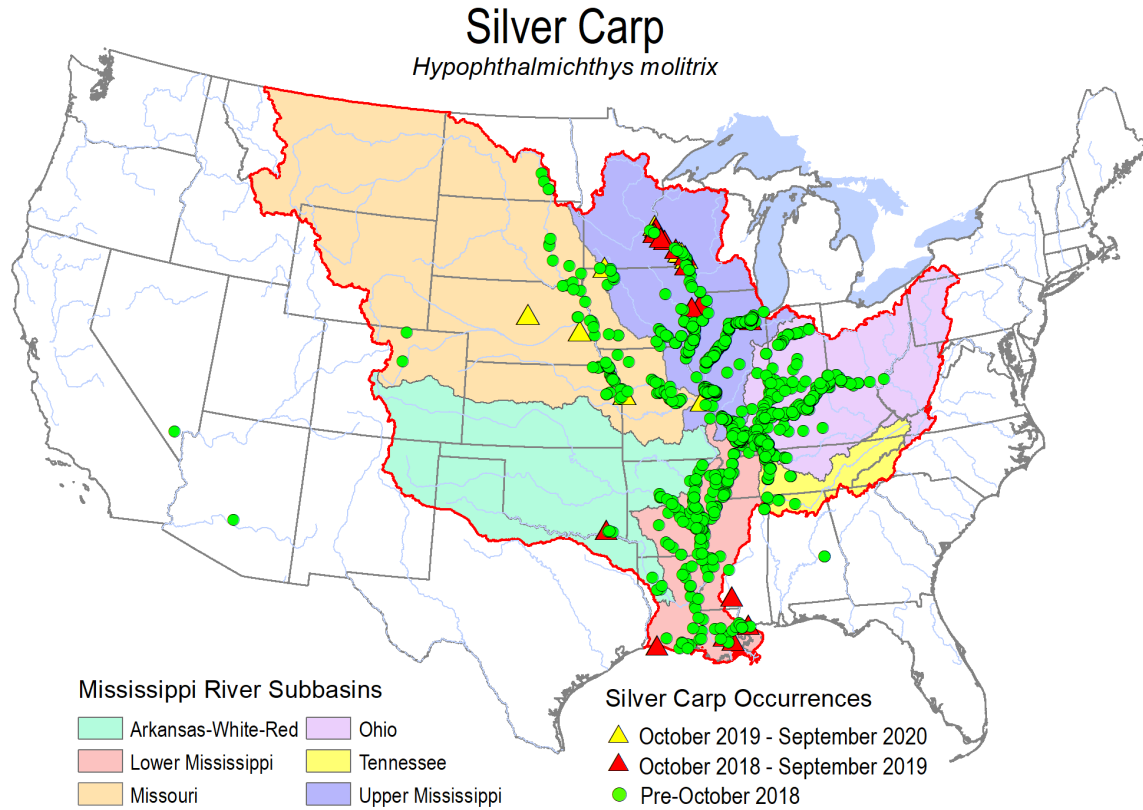 Silver Carp
Hypophthalmichthys molitrix
Mississippi River Subbasins
Arkansas-White-Red
Ohio
Lower Mississippi
Tennessee
Missouri
Upper Mississippi
Silver Carp Occurrences
October 2019 - September 2020
October 2018 - September 2019
Pre-October 2018